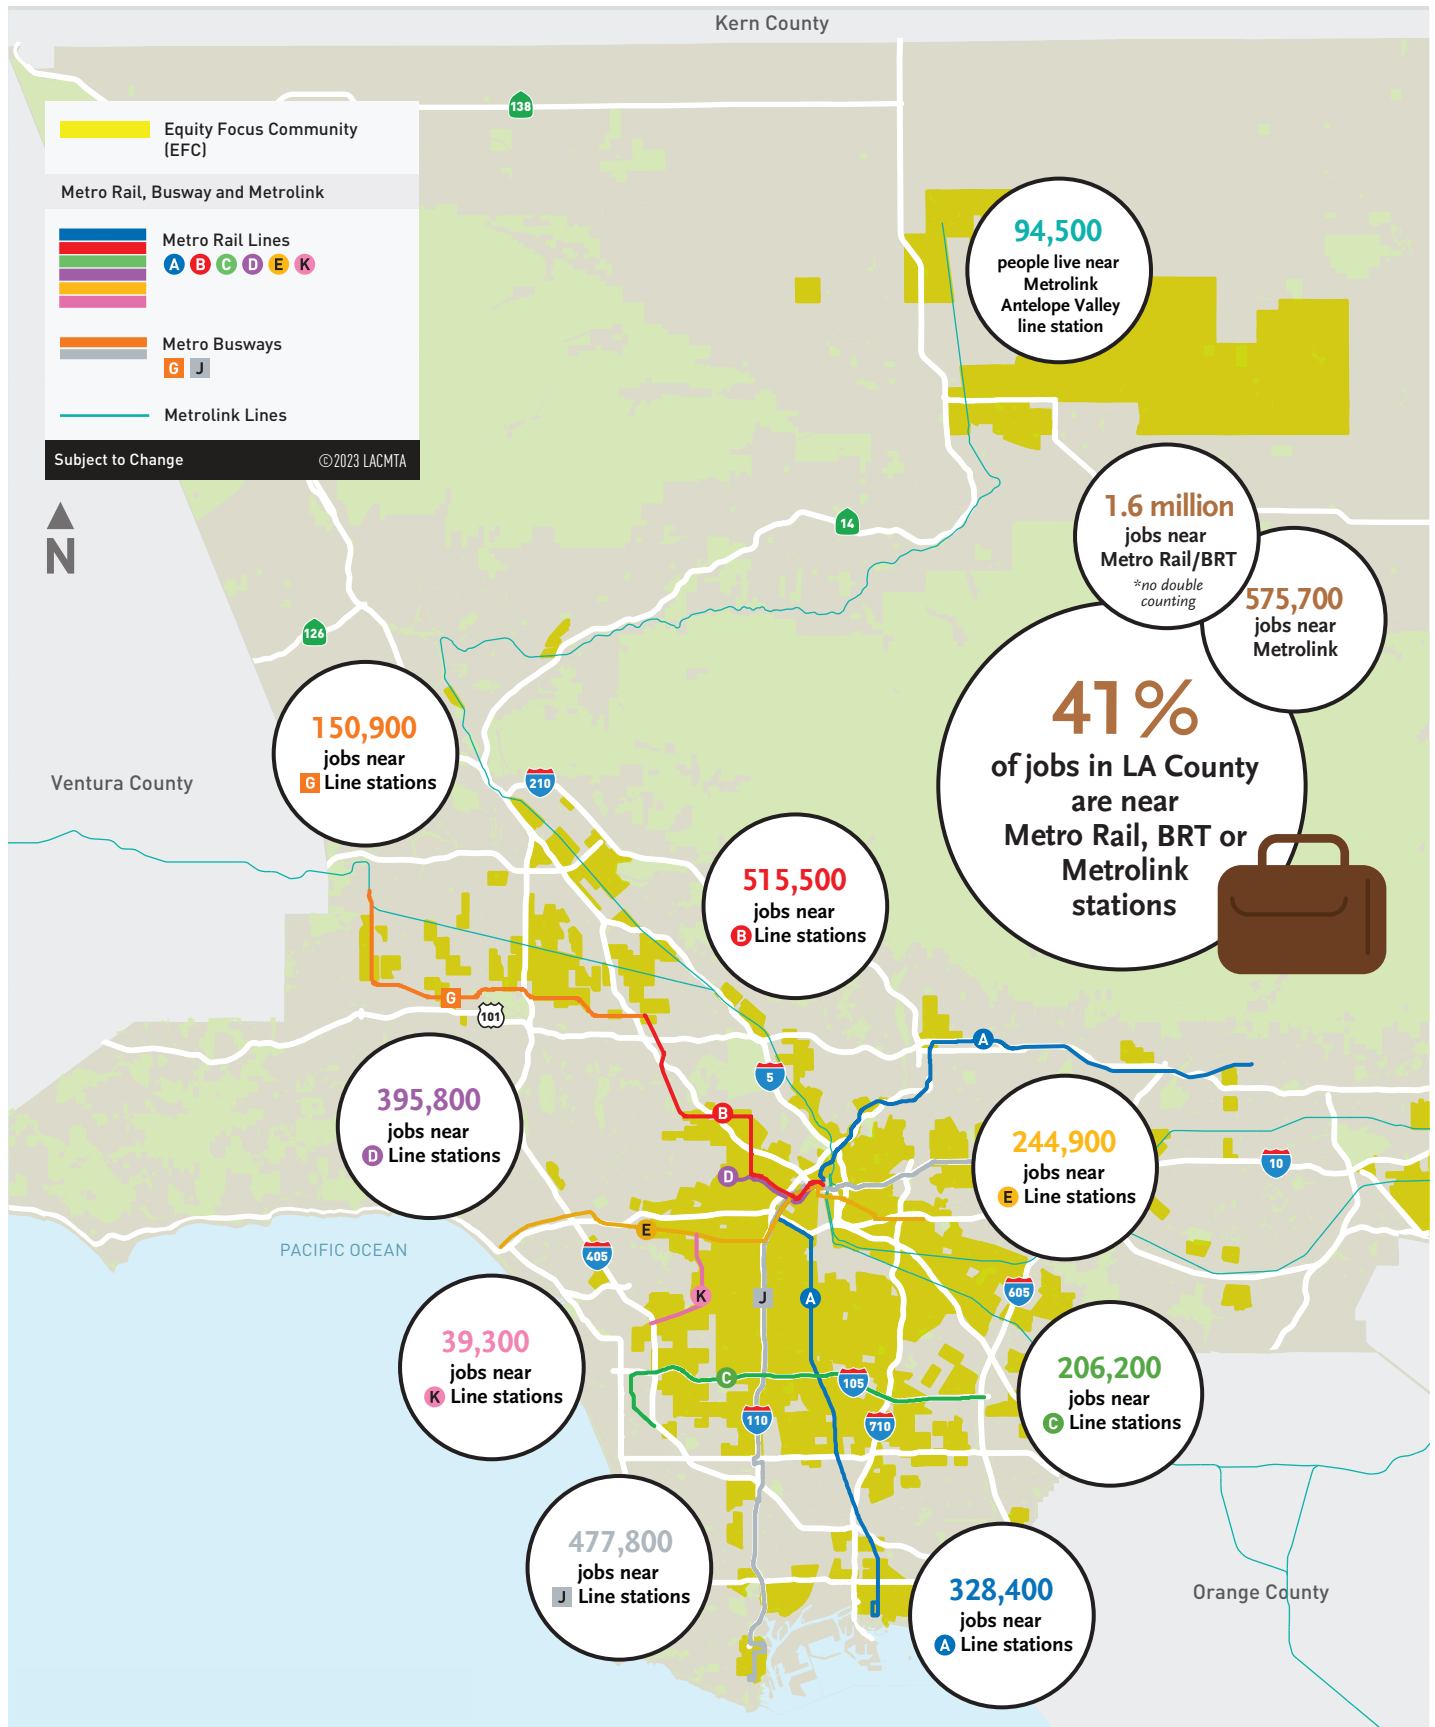 Kern County
138
Equity Focus Community
(EFC)
Metro Rail, Busway and Metrolink
Metro Rail Lines
A B C D E K
Metro Busways
G J
Metrolink Lines
Subject to Change ©2023 LACMTA
N
94,500
people live near
Metrolink
Antelope Valley
line station
14
1.6 million
jobs near
Metro Rail/BRT
*no double
counting
575,700
jobs near
Metrolink
126
41%
of jobs in LA County
are near
Metro Rail, BRT or
Metrolink
stations
150,900
jobs near
G Line stations
Ventura County
210
515,500
jobs near
B Line stations
G
101
A
5
395,800
jobs near
D Line stations
B
244,900
jobs near
E Line stations
10
D
E
PACIFIC OCEAN
405
K
J
A
605
39,300
jobs near
K Line stations
C
105
206,200
jobs near
C Line stations
110
710
477,800
jobs near
J Line stations
328,400
jobs near
A Line stations
Orange County